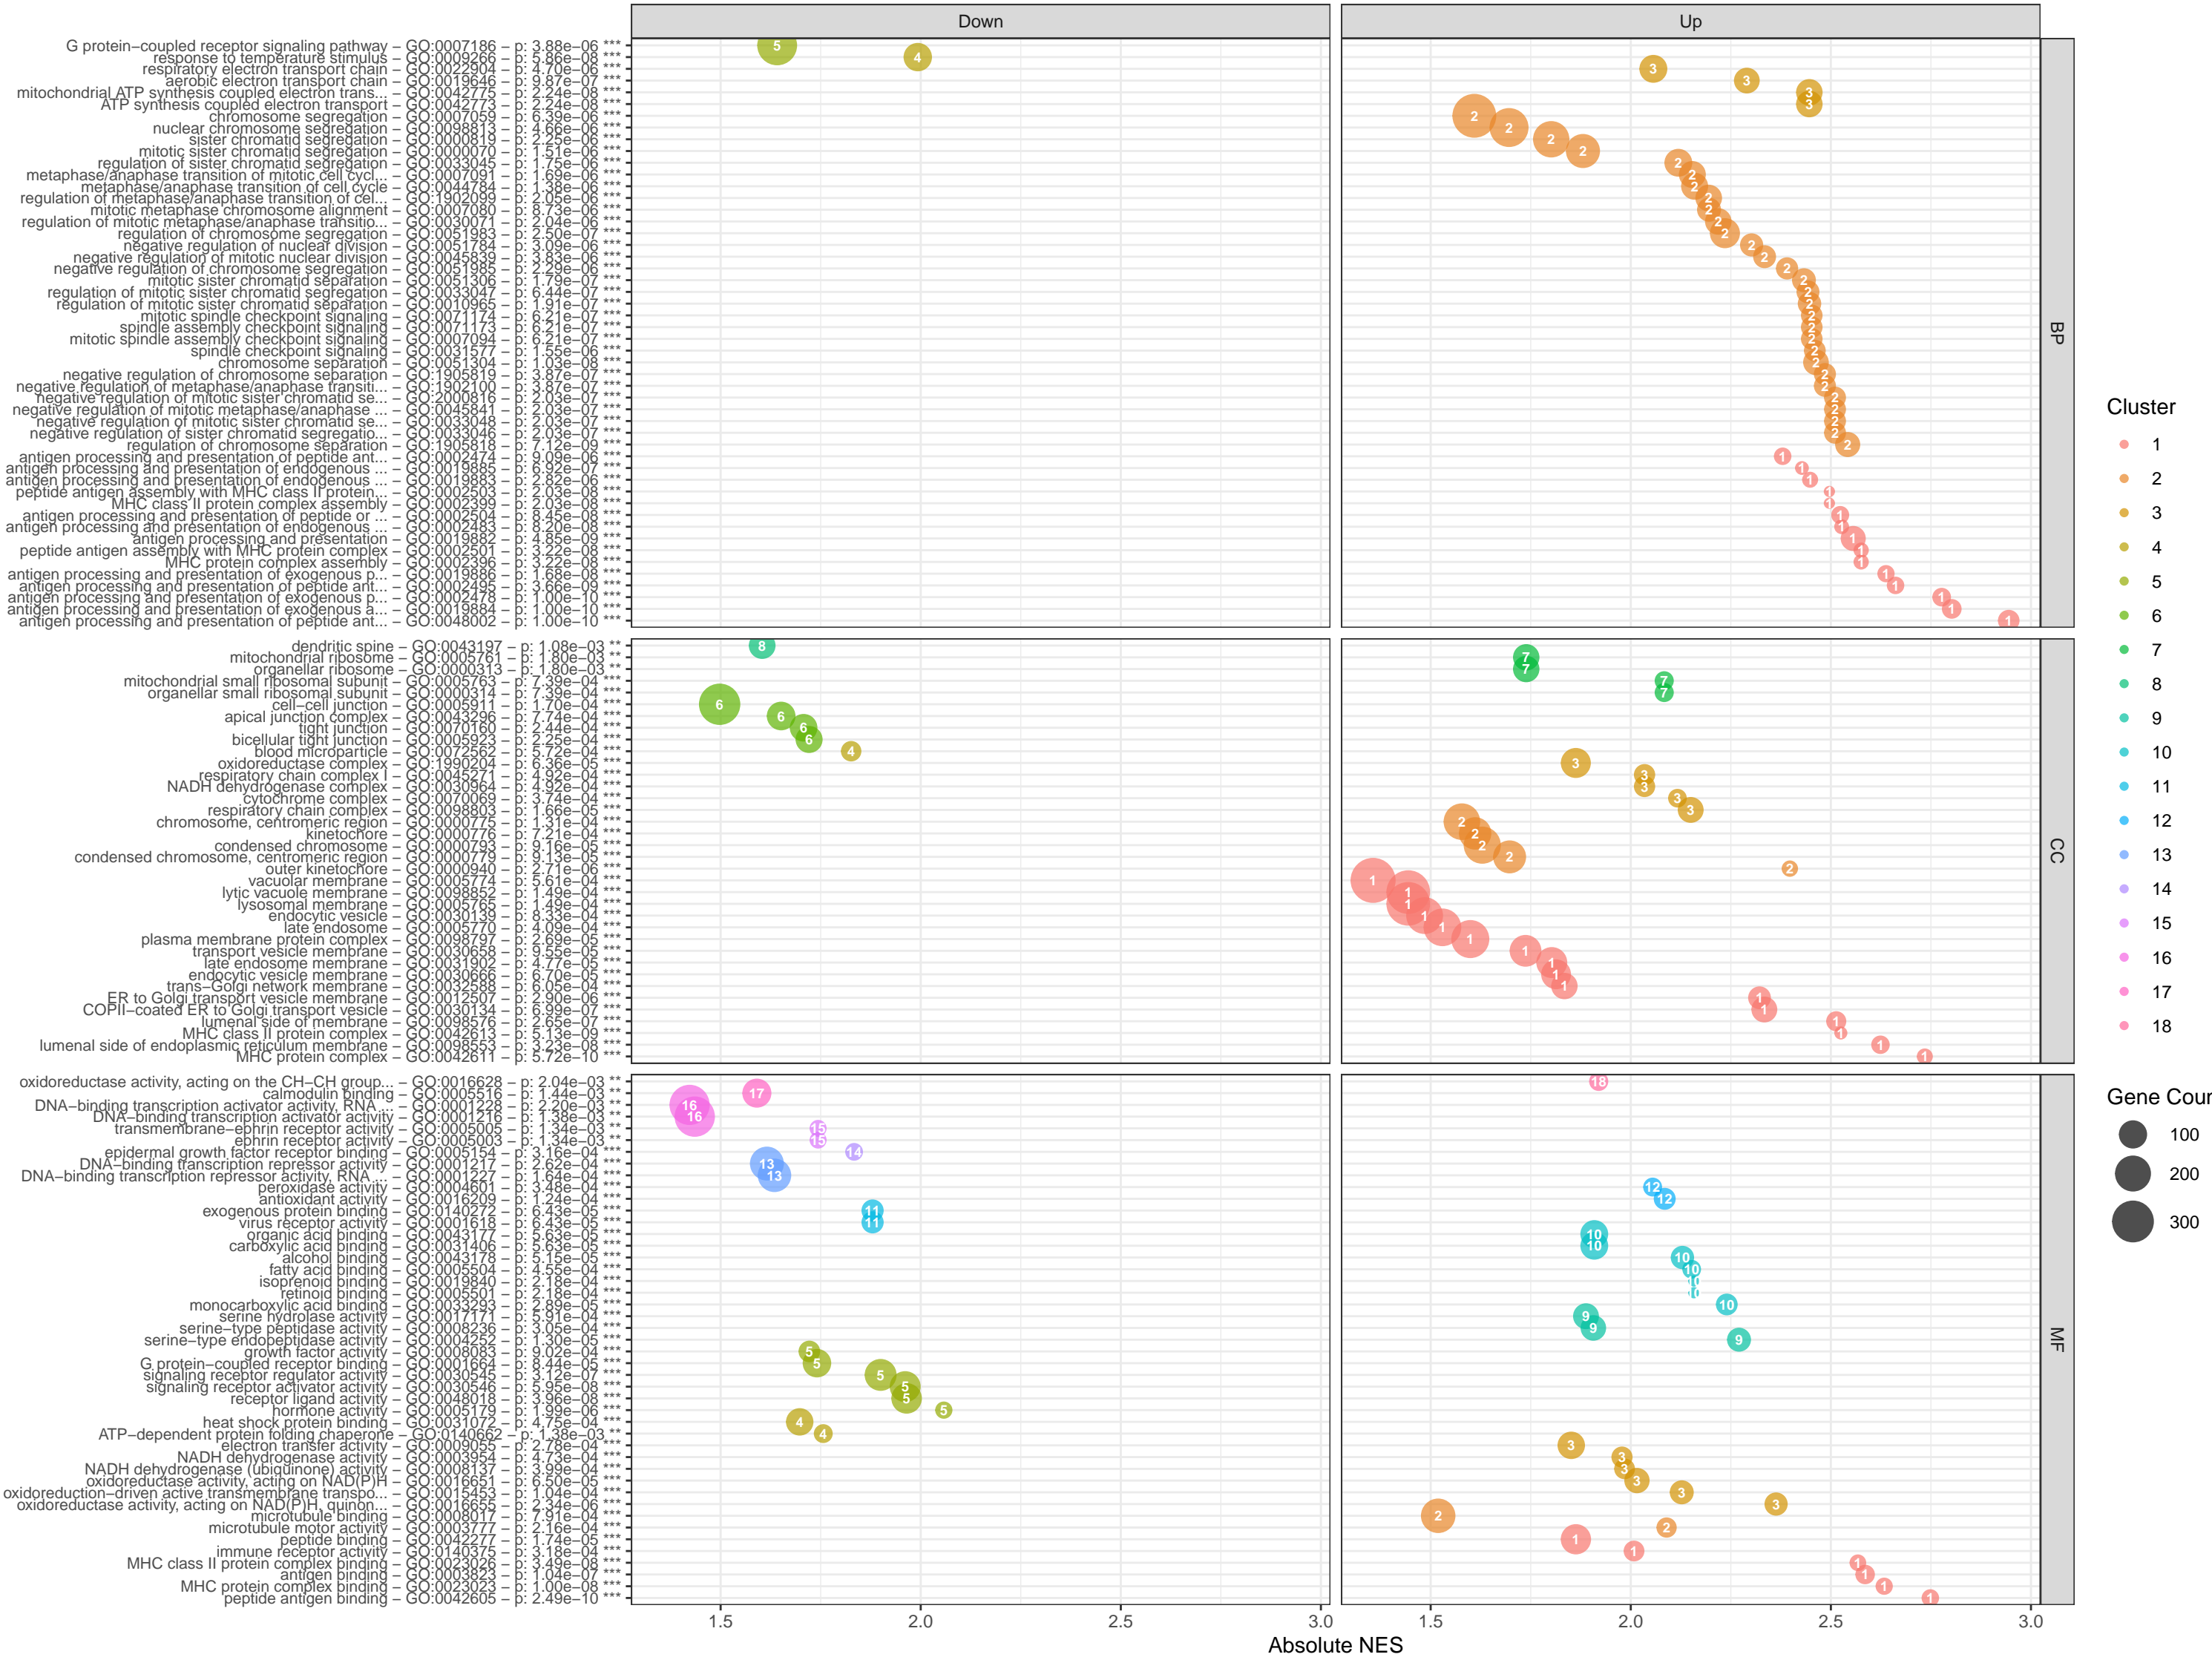 Down
Up
G protein−coupled receptor signaling pathway − GO:0007186 − p: 3.88e−06 ***
response to temperature stimulus − GO:0009266 − p: 5.86e−08 ***
respiratory electron transport chain − GO:0022904 − p: 4.70e−06 ***
aerobic electron transport chain − GO:0019646 − p: 9.87e−07 ***
mitochondrial ATP synthesis coupled electron trans... − GO:0042775 − p: 2.24e−08 ***
ATP synthesis coupled electron transport − GO:0042773 − p: 2.24e−08 ***
chromosome segregation − GO:0007059 − p: 6.39e−06 ***
nuclear chromosome segregation − GO:0098813 − p: 4.66e−06 ***
sister chromatid segregation − GO:0000819 − p: 2.25e−06 ***
mitotic sister chromatid segregation − GO:0000070 − p: 1.51e−06 ***
regulation of sister chromatid segregation − GO:0033045 − p: 1.75e−06 ***
metaphase/anaphase transition of mitotic cell cycl... − GO:0007091 − p: 1.69e−06 ***
metaphase/anaphase transition of cell cycle − GO:0044784 − p: 1.38e−06 ***
regulation of metaphase/anaphase transition of cel... − GO:1902099 − p: 2.05e−06 ***
mitotic metaphase chromosome alignment − GO:0007080 − p: 8.73e−06 ***
regulation of mitotic metaphase/anaphase transitio... − GO:0030071 − p: 2.04e−06 ***
regulation of chromosome segregation − GO:0051983 − p: 2.50e−07 ***
negative regulation of nuclear division − GO:0051784 − p: 3.09e−06 ***
negative regulation of mitotic nuclear division − GO:0045839 − p: 3.83e−06 ***
negative regulation of chromosome segregation − GO:0051985 − p: 2.29e−06 ***
mitotic sister chromatid separation − GO:0051306 − p: 1.79e−07 ***
regulation of mitotic sister chromatid segregation − GO:0033047 − p: 6.44e−07 ***
regulation of mitotic sister chromatid separation − GO:0010965 − p: 1.91e−07 ***
mitotic spindle checkpoint signaling − GO:0071174 − p: 6.21e−07 ***
spindle assembly checkpoint signaling − GO:0071173 − p: 6.21e−07 ***
mitotic spindle assembly checkpoint signaling − GO:0007094 − p: 6.21e−07 ***
spindle checkpoint signaling − GO:0031577 − p: 1.55e−06 ***
chromosome separation − GO:0051304 − p: 1.03e−08 ***
negative regulation of chromosome separation − GO:1905819 − p: 3.87e−07 ***
negative regulation of metaphase/anaphase transiti... − GO:1902100 − p: 3.87e−07 ***
negative regulation of mitotic sister chromatid se... − GO:2000816 − p: 2.03e−07 ***
negative regulation of mitotic metaphase/anaphase ... − GO:0045841 − p: 2.03e−07 ***
negative regulation of mitotic sister chromatid se... − GO:0033048 − p: 2.03e−07 ***
negative regulation of sister chromatid segregatio... − GO:0033046 − p: 2.03e−07 ***
regulation of chromosome separation − GO:1905818 − p: 7.12e−09 ***
antigen processing and presentation of peptide ant... − GO:0002474 − p: 9.09e−06 ***
antigen processing and presentation of endogenous ... − GO:0019885 − p: 6.92e−07 ***
antigen processing and presentation of endogenous ... − GO:0019883 − p: 2.82e−06 ***
peptide antigen assembly with MHC class II protein... − GO:0002503 − p: 2.03e−08 ***
MHC class II protein complex assembly − GO:0002399 − p: 2.03e−08 ***
antigen processing and presentation of peptide or ... − GO:0002504 − p: 8.45e−08 ***
antigen processing and presentation of endogenous ... − GO:0002483 − p: 8.20e−08 ***
antigen processing and presentation − GO:0019882 − p: 4.85e−09 ***
peptide antigen assembly with MHC protein complex − GO:0002501 − p: 3.22e−08 ***
MHC protein complex assembly − GO:0002396 − p: 3.22e−08 ***
antigen processing and presentation of exogenous p... − GO:0019886 − p: 1.68e−08 ***
antigen processing and presentation of peptide ant... − GO:0002495 − p: 3.66e−09 ***
antigen processing and presentation of exogenous p... − GO:0002478 − p: 1.00e−10 ***
antigen processing and presentation of exogenous a... − GO:0019884 − p: 1.00e−10 ***
antigen processing and presentation of peptide ant... − GO:0048002 − p: 1.00e−10 ***
BP
dendritic spine − GO:0043197 − p: 1.08e−03 **
mitochondrial ribosome − GO:0005761 − p: 1.80e−03 **
organellar ribosome − GO:0000313 − p: 1.80e−03 **
mitochondrial small ribosomal subunit − GO:0005763 − p: 7.39e−04 ***
organellar small ribosomal subunit − GO:0000314 − p: 7.39e−04 ***
cell−cell junction − GO:0005911 − p: 1.70e−04 ***
apical junction complex − GO:0043296 − p: 7.74e−04 ***
tight junction − GO:0070160 − p: 2.44e−04 ***
bicellular tight junction − GO:0005923 − p: 2.25e−04 ***
blood microparticle − GO:0072562 − p: 5.72e−04 ***
oxidoreductase complex − GO:1990204 − p: 6.36e−05 ***
respiratory chain complex I − GO:0045271 − p: 4.92e−04 ***
NADH dehydrogenase complex − GO:0030964 − p: 4.92e−04 ***
cytochrome complex − GO:0070069 − p: 3.74e−04 ***
respiratory chain complex − GO:0098803 − p: 1.66e−05 ***
chromosome, centromeric region − GO:0000775 − p: 1.31e−04 ***
kinetochore − GO:0000776 − p: 7.21e−04 ***
condensed chromosome − GO:0000793 − p: 9.16e−05 ***
condensed chromosome, centromeric region − GO:0000779 − p: 9.13e−05 ***
outer kinetochore − GO:0000940 − p: 2.71e−06 ***
vacuolar membrane − GO:0005774 − p: 5.61e−04 ***
lytic vacuole membrane − GO:0098852 − p: 1.49e−04 ***
lysosomal membrane − GO:0005765 − p: 1.49e−04 ***
endocytic vesicle − GO:0030139 − p: 8.33e−04 ***
late endosome − GO:0005770 − p: 4.09e−04 ***
plasma membrane protein complex − GO:0098797 − p: 2.69e−05 ***
transport vesicle membrane − GO:0030658 − p: 9.55e−05 ***
late endosome membrane − GO:0031902 − p: 4.77e−05 ***
endocytic vesicle membrane − GO:0030666 − p: 6.70e−05 ***
trans−Golgi network membrane − GO:0032588 − p: 6.05e−04 ***
ER to Golgi transport vesicle membrane − GO:0012507 − p: 2.90e−06 ***
COPII−coated ER to Golgi transport vesicle − GO:0030134 − p: 6.99e−07 ***
lumenal side of membrane − GO:0098576 − p: 2.65e−07 ***
MHC class II protein complex − GO:0042613 − p: 5.13e−09 ***
lumenal side of endoplasmic reticulum membrane − GO:0098553 − p: 3.23e−08 ***
MHC protein complex − GO:0042611 − p: 5.72e−10 ***
CC
oxidoreductase activity, acting on the CH−CH group... − GO:0016628 − p: 2.04e−03 **
calmodulin binding − GO:0005516 − p: 1.44e−03 **
DNA−binding transcription activator activity, RNA ... − GO:0001228 − p: 2.20e−03 **
DNA−binding transcription activator activity − GO:0001216 − p: 1.38e−03 **
transmembrane−ephrin receptor activity − GO:0005005 − p: 1.34e−03 **
ephrin receptor activity − GO:0005003 − p: 1.34e−03 **
epidermal growth factor receptor binding − GO:0005154 − p: 3.16e−04 ***
DNA−binding transcription repressor activity − GO:0001217 − p: 2.62e−04 ***
DNA−binding transcription repressor activity, RNA ... − GO:0001227 − p: 1.64e−04 ***
peroxidase activity − GO:0004601 − p: 3.48e−04 ***
antioxidant activity − GO:0016209 − p: 1.24e−04 ***
exogenous protein binding − GO:0140272 − p: 6.43e−05 ***
virus receptor activity − GO:0001618 − p: 6.43e−05 ***
organic acid binding − GO:0043177 − p: 5.63e−05 ***
carboxylic acid binding − GO:0031406 − p: 5.63e−05 ***
alcohol binding − GO:0043178 − p: 5.15e−05 ***
fatty acid binding − GO:0005504 − p: 4.55e−04 ***
isoprenoid binding − GO:0019840 − p: 2.18e−04 ***
retinoid binding − GO:0005501 − p: 2.18e−04 ***
monocarboxylic acid binding − GO:0033293 − p: 2.89e−05 ***
serine hydrolase activity − GO:0017171 − p: 5.91e−04 ***
serine−type peptidase activity − GO:0008236 − p: 3.05e−04 ***
serine−type endopeptidase activity − GO:0004252 − p: 1.30e−05 ***
growth factor activity − GO:0008083 − p: 9.02e−04 ***
G protein−coupled receptor binding − GO:0001664 − p: 8.44e−05 ***
signaling receptor regulator activity − GO:0030545 − p: 3.12e−07 ***
signaling receptor activator activity − GO:0030546 − p: 5.95e−08 ***
receptor ligand activity − GO:0048018 − p: 3.96e−08 ***
hormone activity − GO:0005179 − p: 1.99e−06 ***
heat shock protein binding − GO:0031072 − p: 4.75e−04 ***
ATP−dependent protein folding chaperone − GO:0140662 − p: 1.38e−03 **
electron transfer activity − GO:0009055 − p: 2.78e−04 ***
NADH dehydrogenase activity − GO:0003954 − p: 4.73e−04 ***
NADH dehydrogenase (ubiquinone) activity − GO:0008137 − p: 3.99e−04 ***
oxidoreductase activity, acting on NAD(P)H − GO:0016651 − p: 6.50e−05 ***
oxidoreduction−driven active transmembrane transpo... − GO:0015453 − p: 1.04e−04 ***
oxidoreductase activity, acting on NAD(P)H, quinon... − GO:0016655 − p: 2.34e−06 ***
microtubule binding − GO:0008017 − p: 7.91e−04 ***
microtubule motor activity − GO:0003777 − p: 2.16e−04 ***
peptide binding − GO:0042277 − p: 1.74e−05 ***
immune receptor activity − GO:0140375 − p: 3.18e−04 ***
MHC class II protein complex binding − GO:0023026 − p: 3.49e−08 ***
antigen binding − GO:0003823 − p: 1.04e−07 ***
MHC protein complex binding − GO:0023023 − p: 1.00e−08 ***
peptide antigen binding − GO:0042605 − p: 2.49e−10 ***
MF
1.5 2.0 2.5 3.0
1.5 2.0 2.5 3.0
Absolute NES
Cluster
1
2
3
4
5
6
7
8
9
10
11
12
13
14
15
16
17
18
Gene Cour
100
200
300